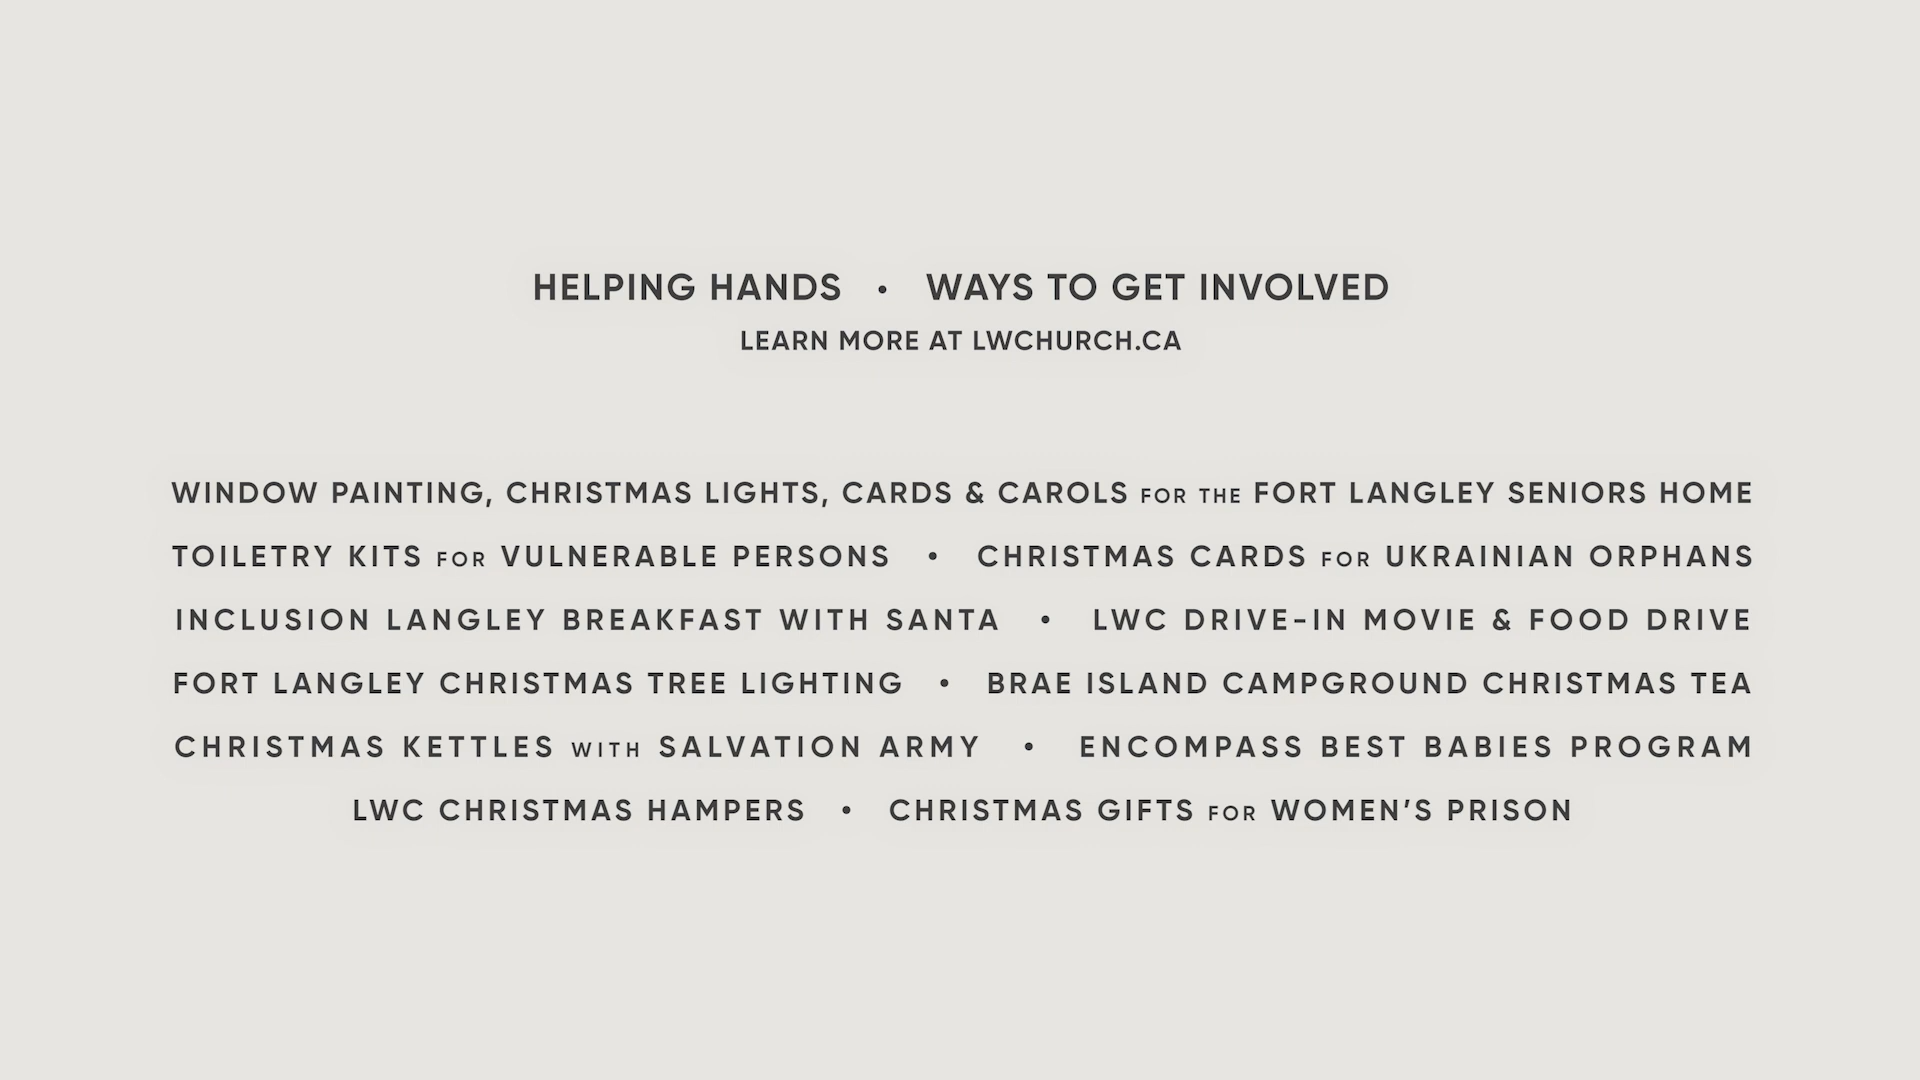 HELPING HANDS • WAYS TO GET INVOLVED
LEARN MORE AT LWCHURCH.CA
WINDOW PAINTING, CHRISTMAS LIGHTS, CARDS & CAROLS FOR THE FORT LANGLEY SENIORS HOME
TOILETRY KITS FOR VULNERABLE PERSONS • CHRISTMAS CARDS FOR UKRAINIAN ORPHANS
INCLUSION LANGLEY BREAKFAST WITH SANTA • LWC DRIVE-IN MOVIE & FOOD DRIVE
FORT LANGLEY CHRISTMAS TREE LIGHTING • BRAE ISLAND CAMPGROUND CHRISTMAS TEA
CHRISTMAS KETTLES WITH SALVATION ARMY • ENCOMPASS BEST BABIES PROGRAM
LWC CHRISTMAS HAMPERS • CHRISTMAS GIFTS FOR WOMEN’S PRISON